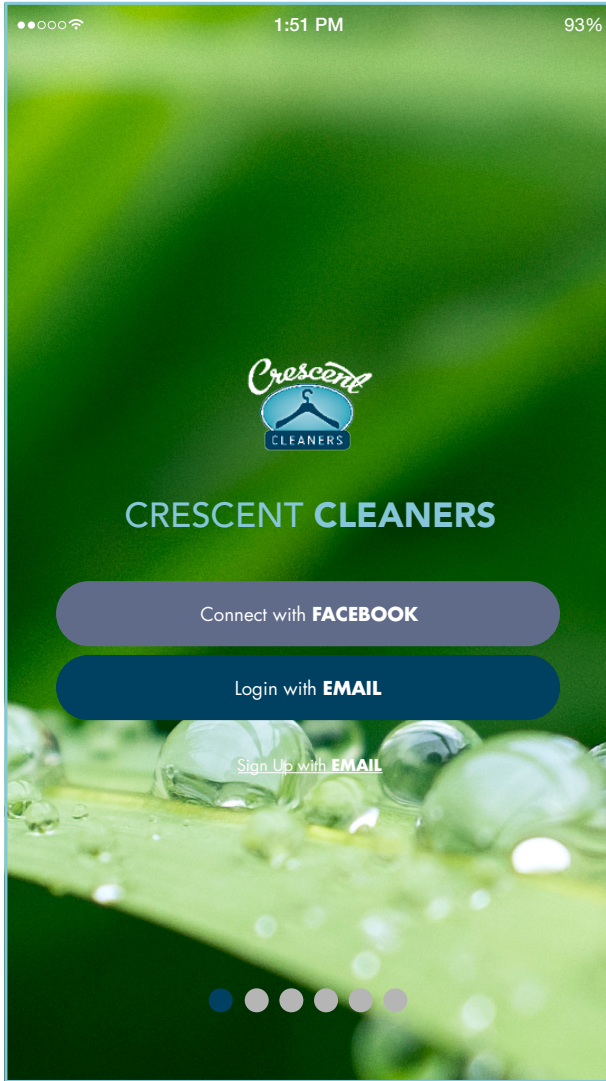 1:51 PM
93%
Crescent
CLEANERS
CRESCENT CLEANERS
Connect with FACEBOOK
Login with EMAIL
Sign Up with EMAIL